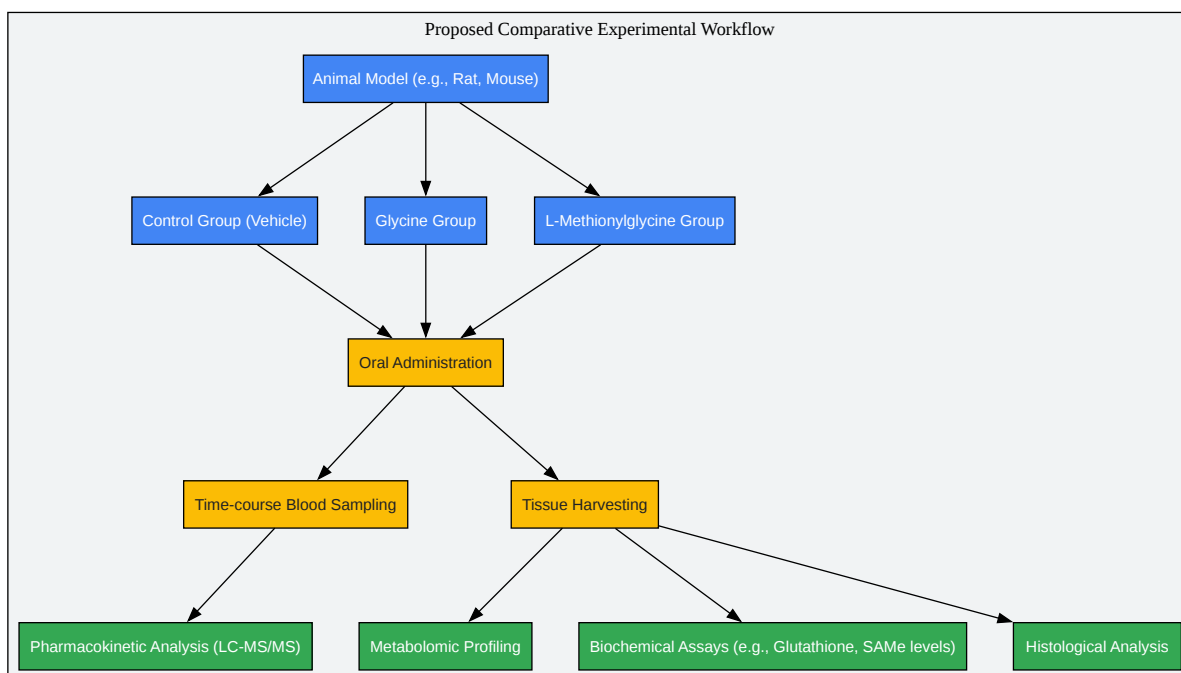 Proposed Comparative Experimental Workflow
Animal Model (e.g., Rat, Mouse)
Control Group (Vehicle)
Glycine Group
L-Methionylglycine Group
Oral Administration
Time-course Blood Sampling
Tissue Harvesting
Pharmacokinetic Analysis (LC-MS/MS)
Metabolomic Profiling
Biochemical Assays (e.g., Glutathione, SAMe levels)
Histological Analysis